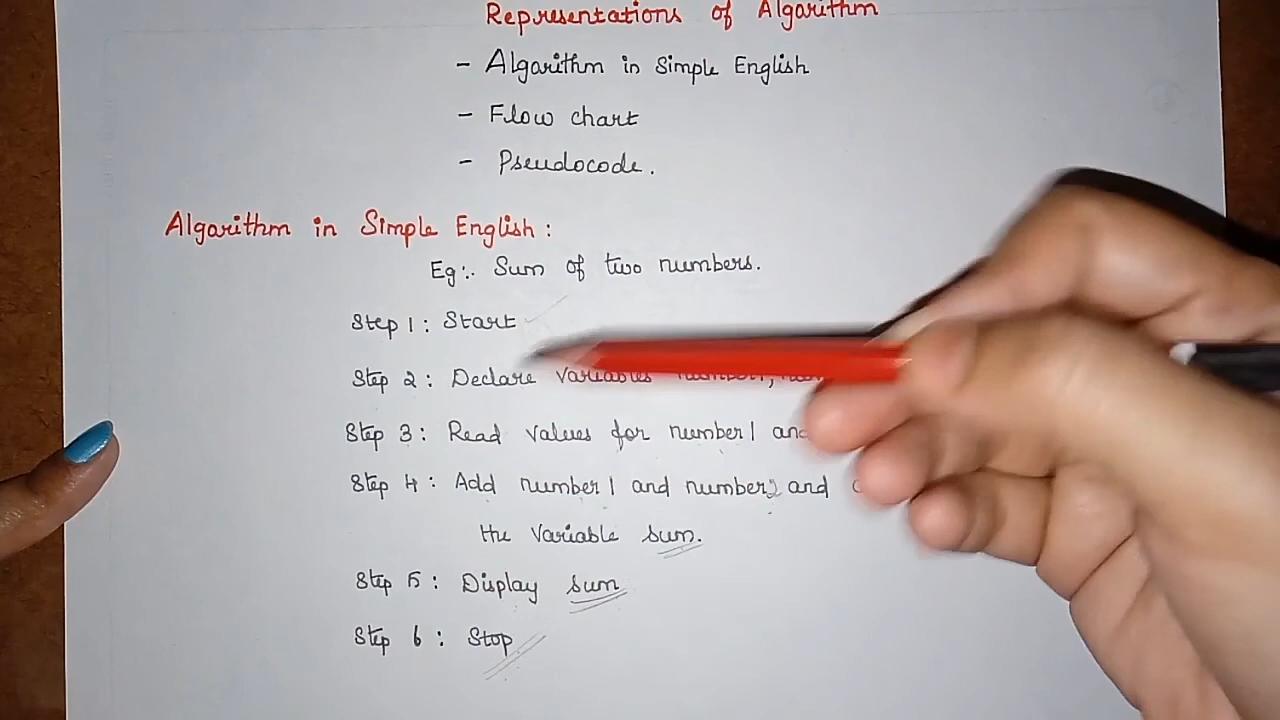 Representations of Algorithm
- Algorithm in Simple English
- Flow chart
- Pseudocode.
Algorithm in Simple English:
Eg:. Sum of two numbers.
Step 1: Start
Step 2: Declare variables
Step 3: Read values for number1 and
Step 4: Add number1 and number2 and
the variable sum.
Step 5: Display sum
Step 6: Stop